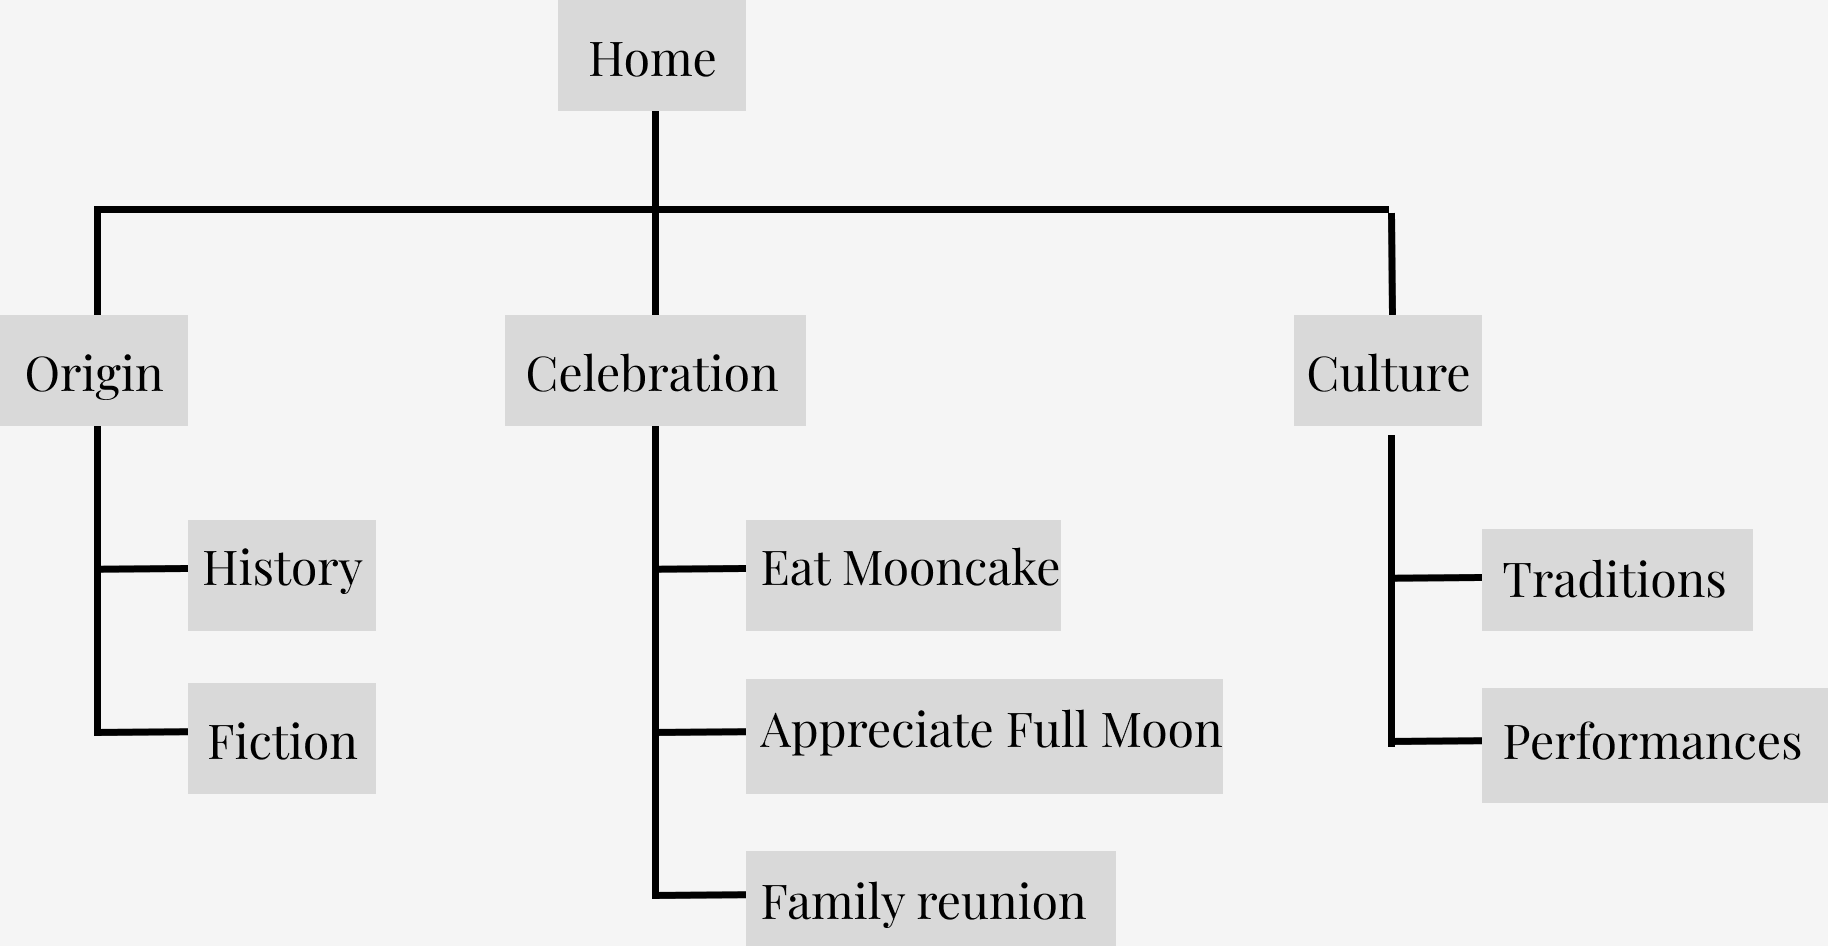 Home
Origin
Celebration
Culture
History
Fiction
Eat Mooncake
Appreciate Full Moon
Family reunion
Traditions
Performances